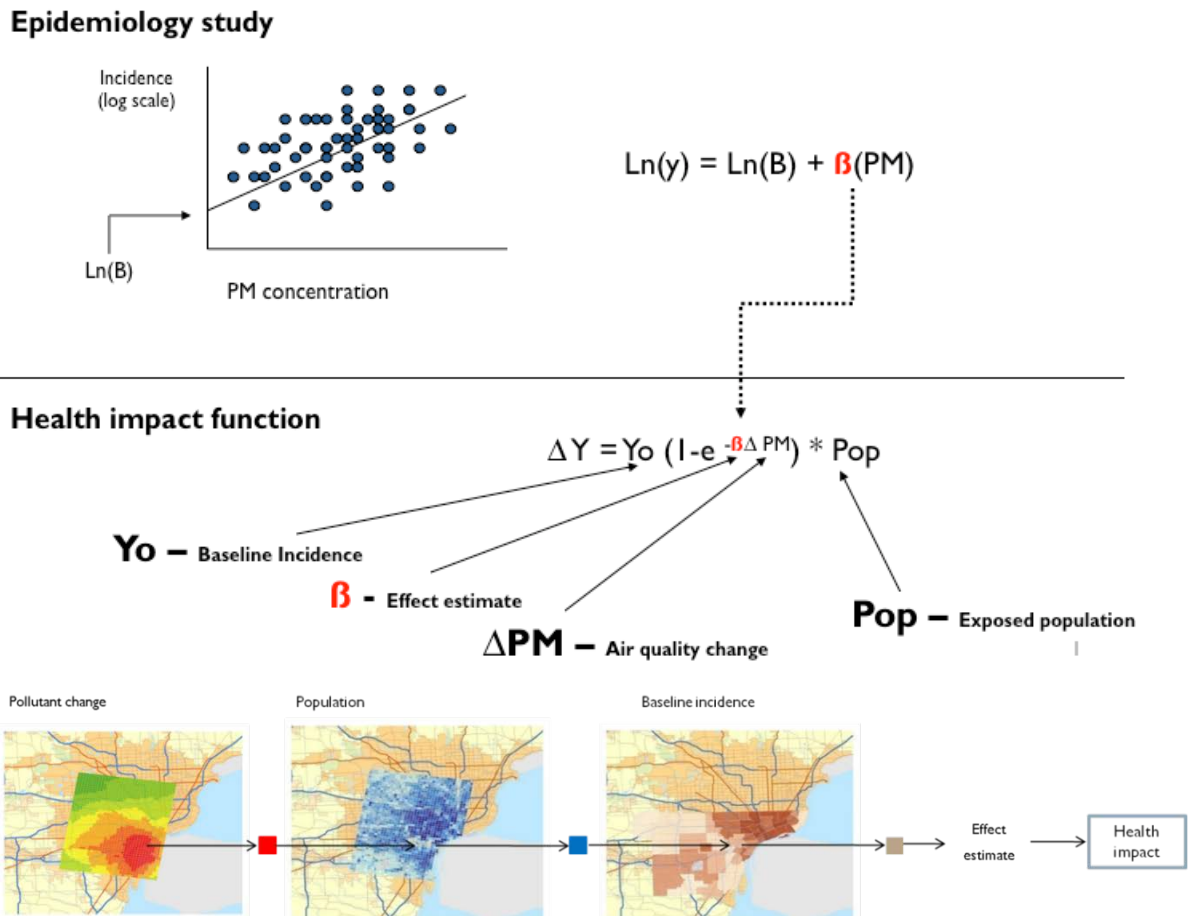 Epidemiology study
Incidence
(log scale)
Ln(y) = Ln(B) + ß(PM)
Ln(B)
PM concentration
Health impact function
Δ Y = Yo (1-e -ßΔ PM) * Pop
Yo – Baseline Incidence
ß - Effect estimate
Pop – Exposed population
ΔPM – Air quality change
Pollutant change
Population
Baseline incidence
Effect
estimate
Health
impact